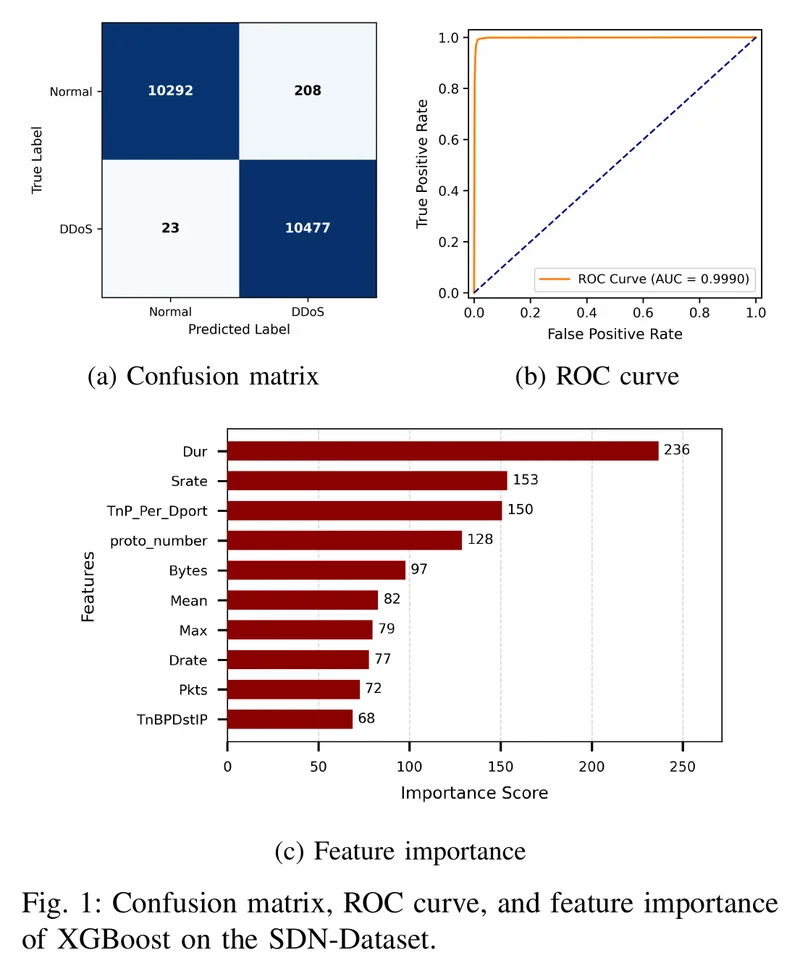 Normal
10292
208
True Label
DDoS
23
10477
Normal
DDoS
Predicted Label
(a) Confusion matrix
1.0
0.8
0.6
0.4
0.2
0.0
True Positive Rate
ROC Curve (AUC = 0.9990)
0.0
0.2
0.4
0.6
0.8
1.0
False Positive Rate
(b) ROC curve
Features
Dur
236
Srate
153
TnP_Per_Dport
150
proto_number
128
Bytes
97
Mean
82
Max
79
Drate
77
Pkts
72
TnBPDstIP
68
0
50
100
150
200
250
Importance Score
(c) Feature importance
Fig. 1: Confusion matrix, ROC curve, and feature importance
of XGBoost on the SDN-Dataset.